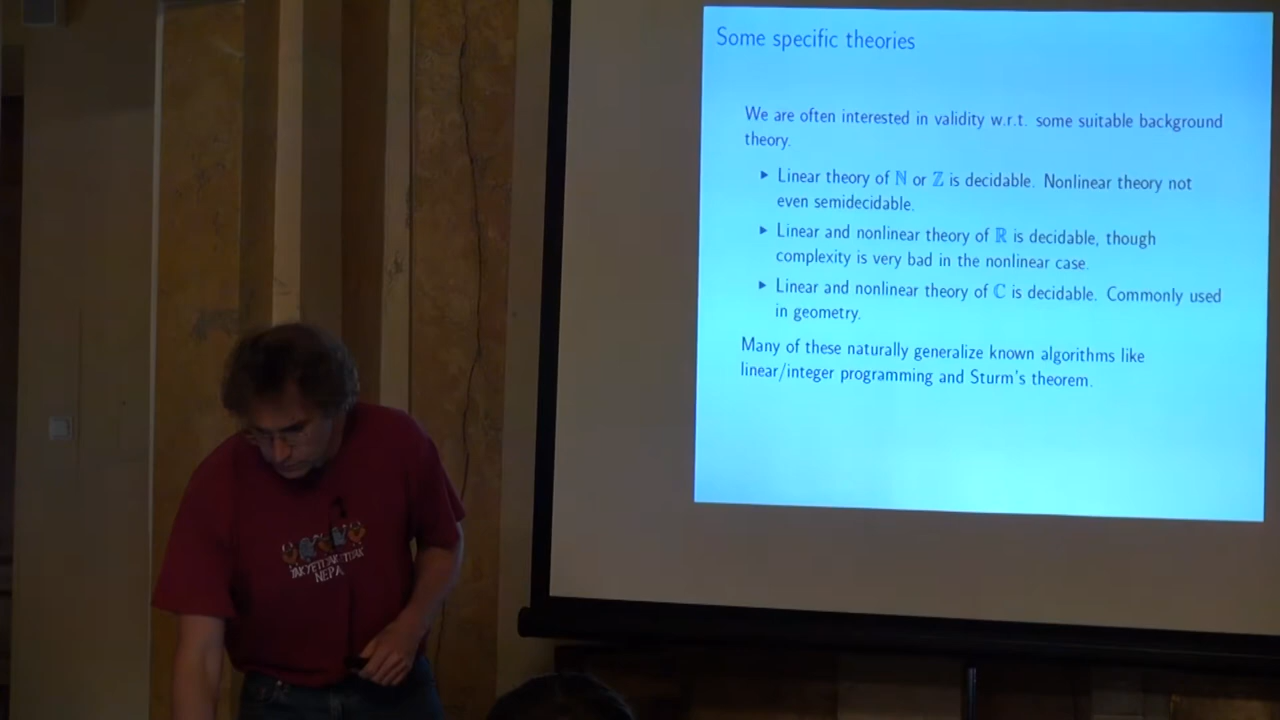 Some specific theories
We are often interested in validity w.r.t. some suitable background
theory.
▸ Linear theory of ℕ or ℤ is decidable. Nonlinear theory not
even semidecidable.
▸ Linear and nonlinear theory of ℝ is decidable, though
complexity is very bad in the nonlinear case.
▸ Linear and nonlinear theory of ℂ is decidable. Commonly used
in geometry.
Many of these naturally generalize known algorithms like
linear/integer programming and Sturm's theorem.